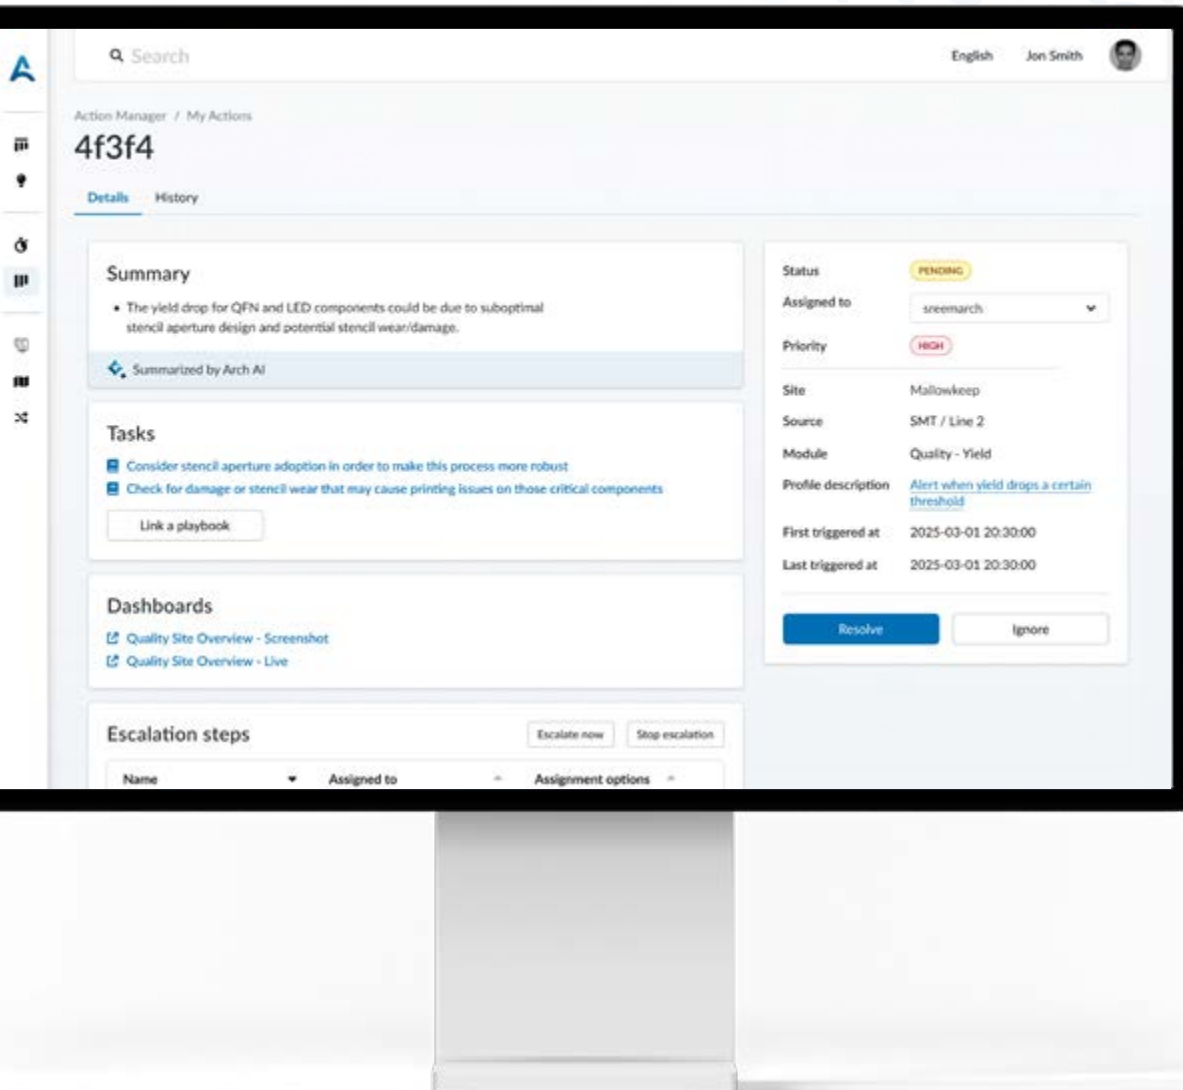 Search
English
Jon Smith
Action Manager / My Actions
4f3f4
Details
History
Summary
• The yield drop for QFN and LED components could be due to suboptimal
stencil aperture design and potential stencil wear/damage.
Summarized by Arch AI
Tasks
Consider stencil aperture adoption in order to make this process more robust
Check for damage or stencil wear that may cause printing issues on those critical components
Link a playbook
Dashboards
Quality Site Overview - Screenshot
Quality Site Overview - Live
Escalation steps
Escalate now
Stop escalation
Name
Assigned to
Assignment options
Status PENDING
Assigned to sreemarch
Priority HIGH
Site Mallowkeep
Source SMT / Line 2
Module Quality - Yield
Profile description Alert when yield drops a certain
threshold
First triggered at 2025-03-01 20:30:00
Last triggered at 2025-03-01 20:30:00
Resolve
Ignore